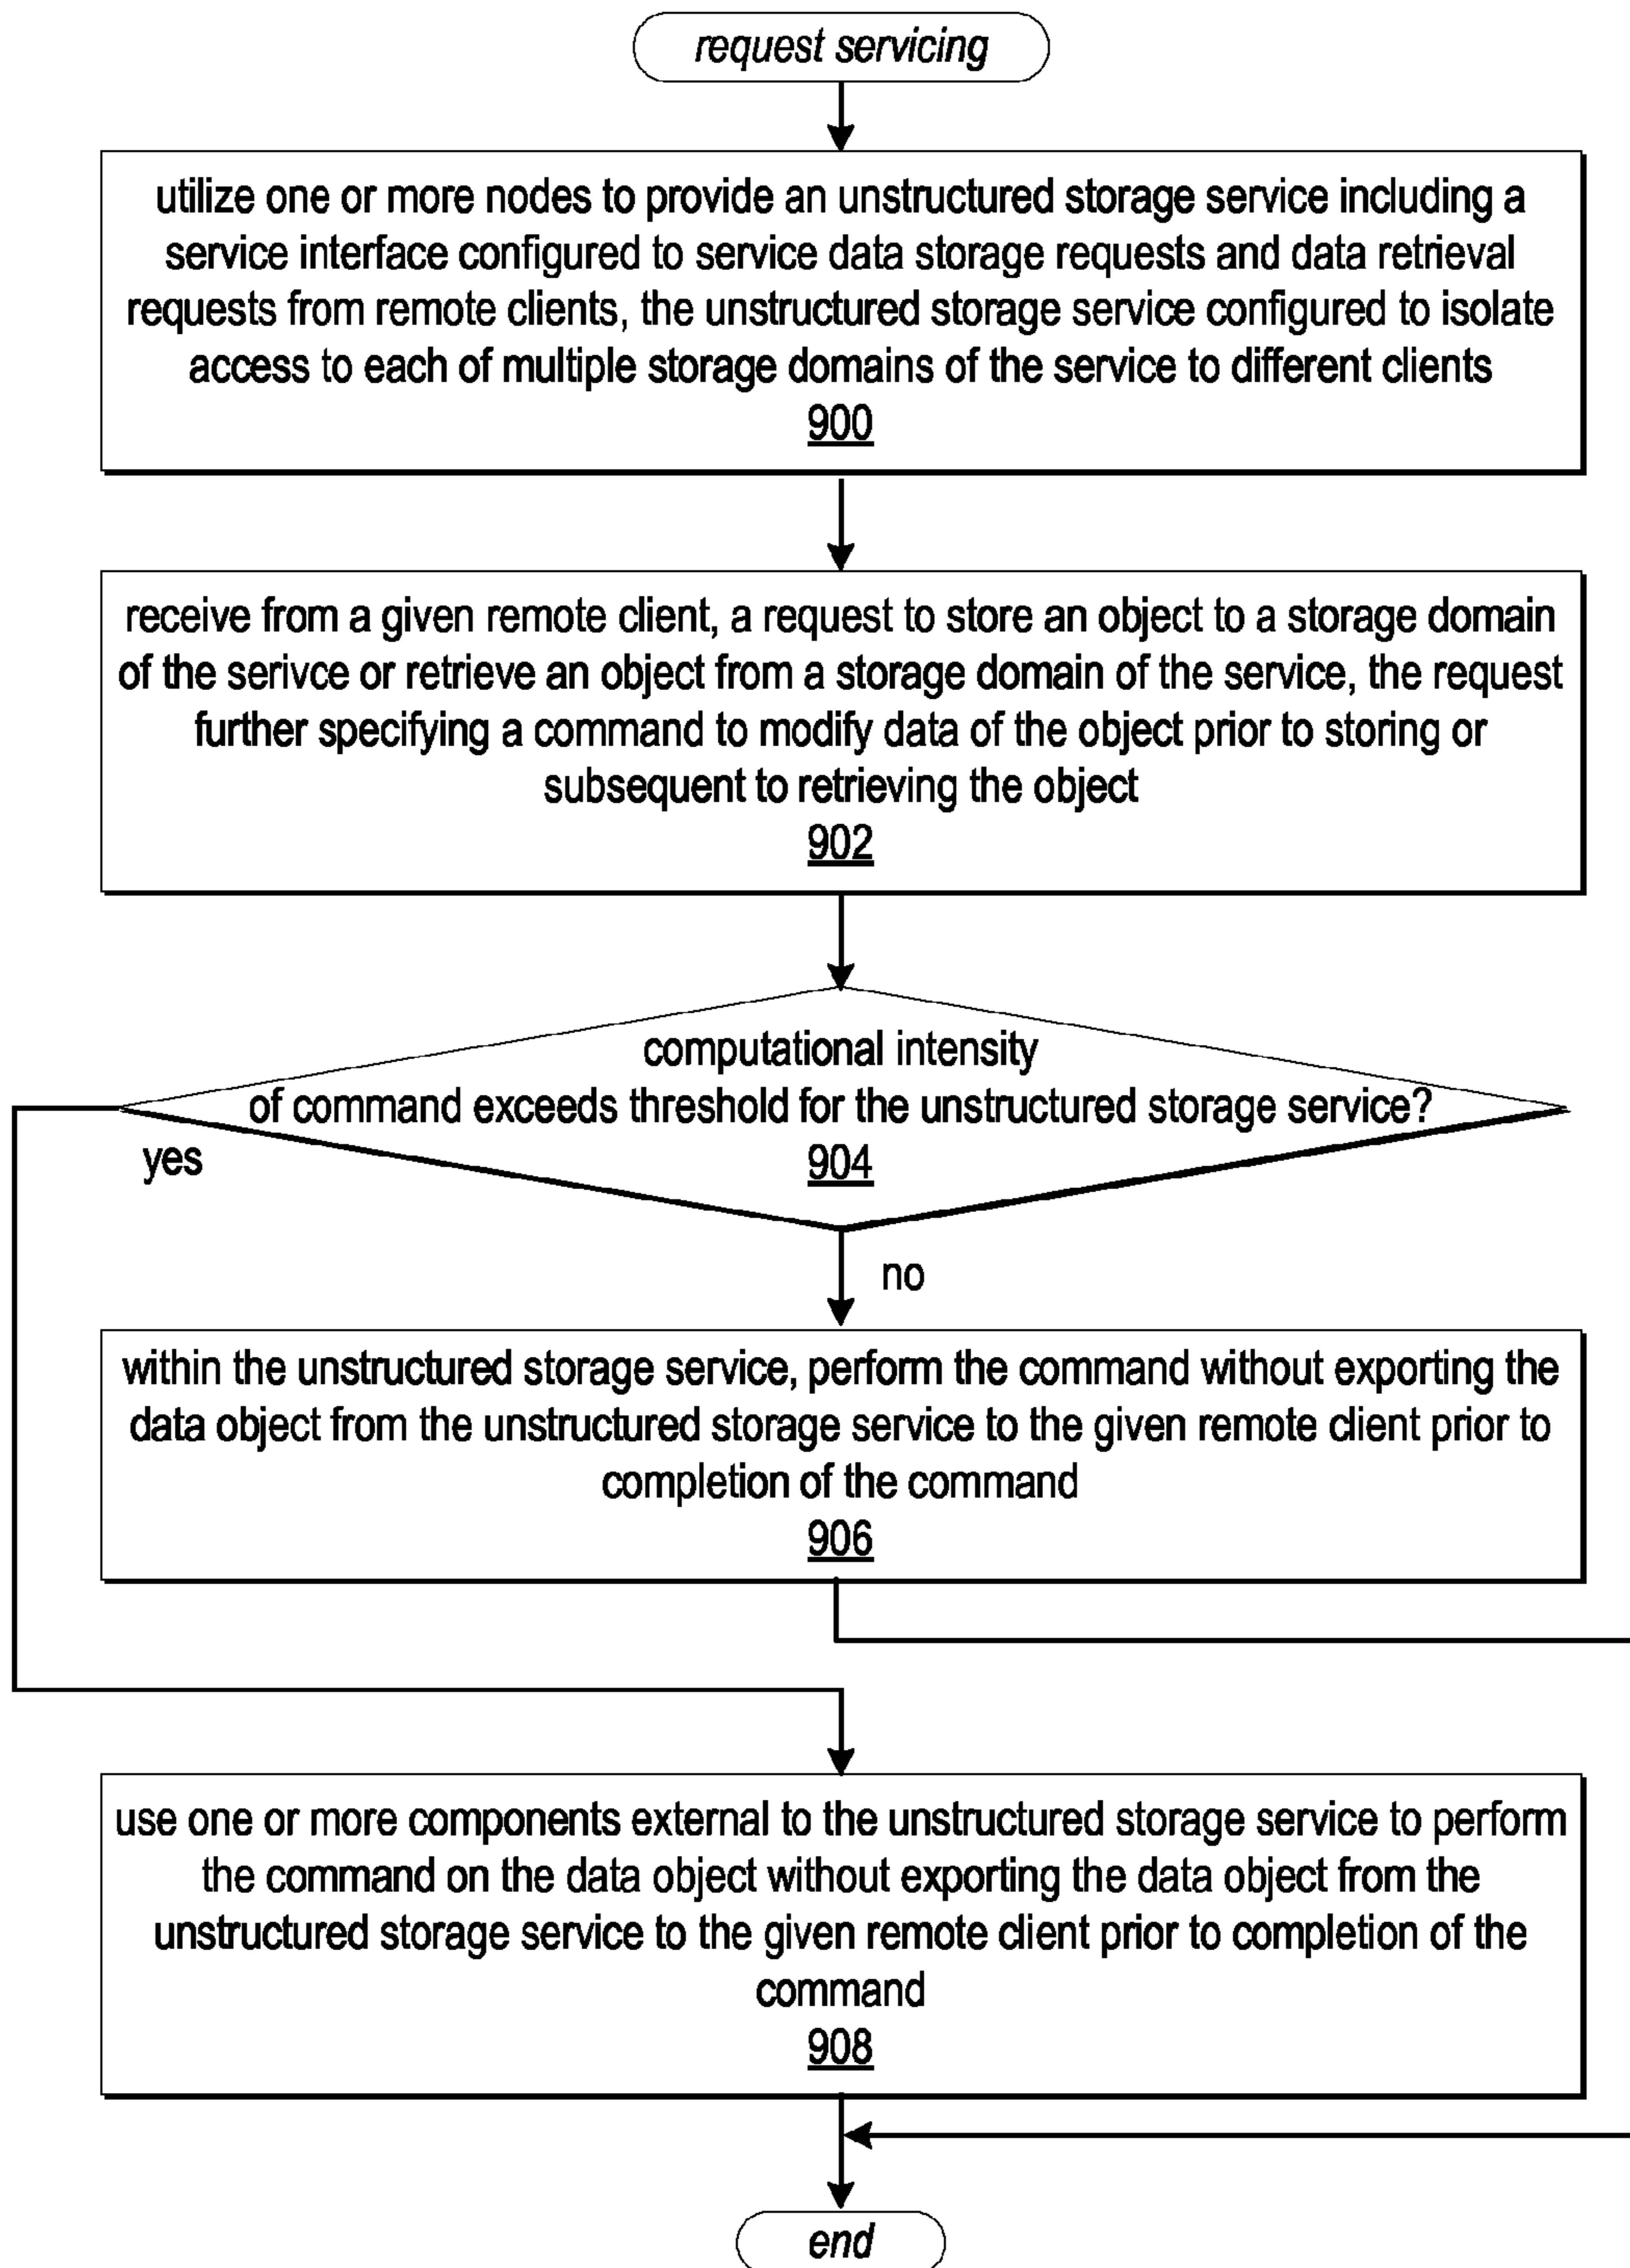 request servicing
utilize one or more nodes to provide an unstructured storage service including a
service interface configured to service data storage requests and data retrieval
requests from remote clients, the unstructured storage service configured to isolate
access to each of multiple storage domains of the service to different clients
900
receive from a given remote client, a request to store an object to a storage domain
of the serivce or retrieve an object from a storage domain of the service, the request
further specifying a command to modify data of the object prior to storing or
subsequent to retrieving the object
902
computational intensity
of command exceeds threshold for the unstructured storage service?
904
yes
no
within the unstructured storage service, perform the command without exporting the
data object from the unstructured storage service to the given remote client prior to
completion of the command
906
use one or more components external to the unstructured storage service to perform
the command on the data object without exporting the data object from the
unstructured storage service to the given remote client prior to completion of the
command
908
end